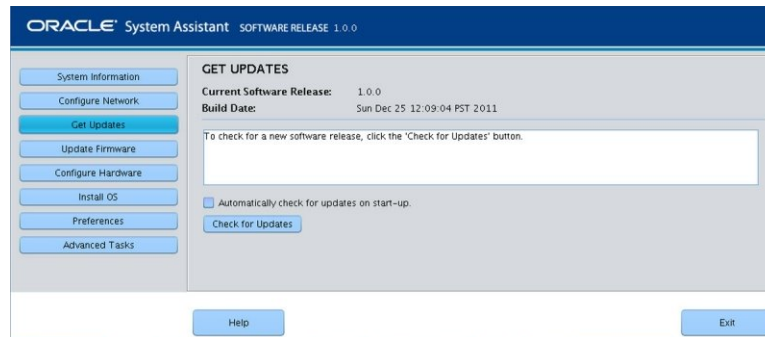 ORACLE System Assistant SOFTWARE RELEASE 1.0.0
System Information
Configure Network
Get Updates
Update Firmware
Configure Hardware
Install OS
Preferences
Advanced Tasks
GET UPDATES
Current Software Release: 1.0.0
Build Date: Sun Dec 25 12:09:04 PST 2011
To check for a new software release, click the 'Check for Updates' button.
Automatically check for updates on start-up.
Check for Updates
Help
Exit